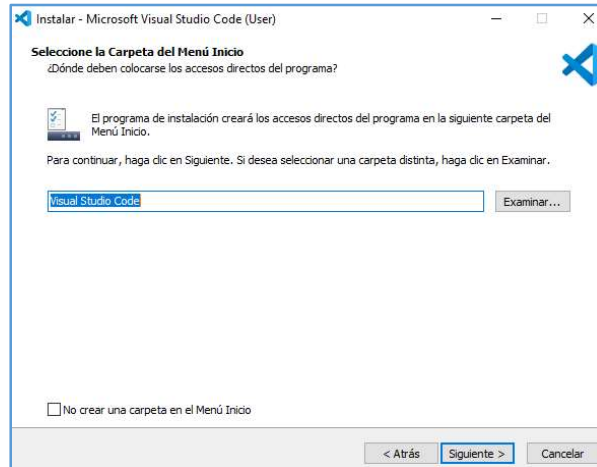 Instalar - Microsoft Visual Studio Code (User)
Seleccione la Carpeta del Menú Inicio
¿Dónde deben colocarse los accesos directos del programa?
El programa de instalación creará los accesos directos del programa en la siguiente carpeta del
Menú Inicio.
Para continuar, haga clic en Siguiente. Si desea seleccionar una carpeta distinta, haga clic en Examinar.
Visual Studio Code
Examinar...
No crear una carpeta en el Menú Inicio
< Atrás
Siguiente >
Cancelar